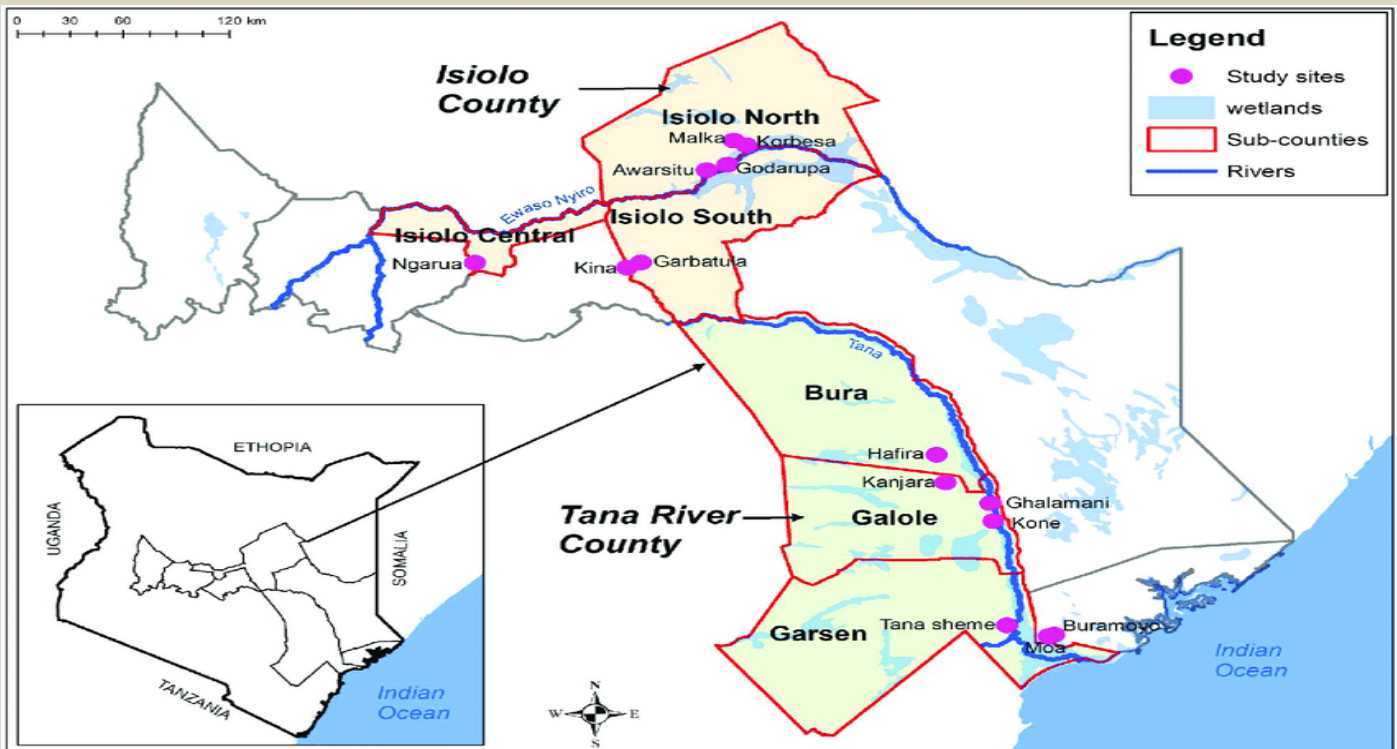 0 30 60 120 km
Isiolo
County
Isiolo North
Malka
Korbesa
Awarsitu
Godarupa
Ewaso Nyiro
Isiolo South
Isiolo Central
Ngarua
Kina
Garbatula
Tana
Bura
Hafira
Kanjara
Ghalamani
Tana River
County
Galole
Kone
Tana sheme
Buramoyo
Garsen
Moa
Indian
Ocean
Legend
Study sites
wetlands
Sub-counties
Rivers
ETHIOPIA
UGANDA
SOMALIA
TANZANIA
Indian
Ocean
N
W E
S